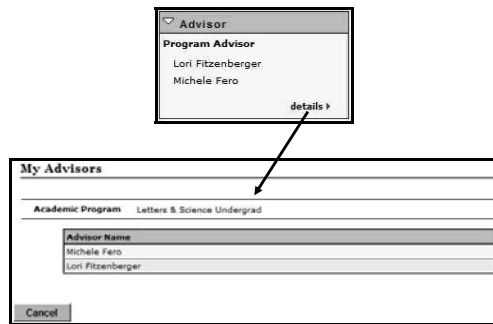 Advisor
Program Advisor
Lori Fitzenberger
Michele Fero
details
My Advisors
Academic Program Letters & Science Undergrad
Advisor Name
Michele Fero
Lori Fitzenberger
Cancel